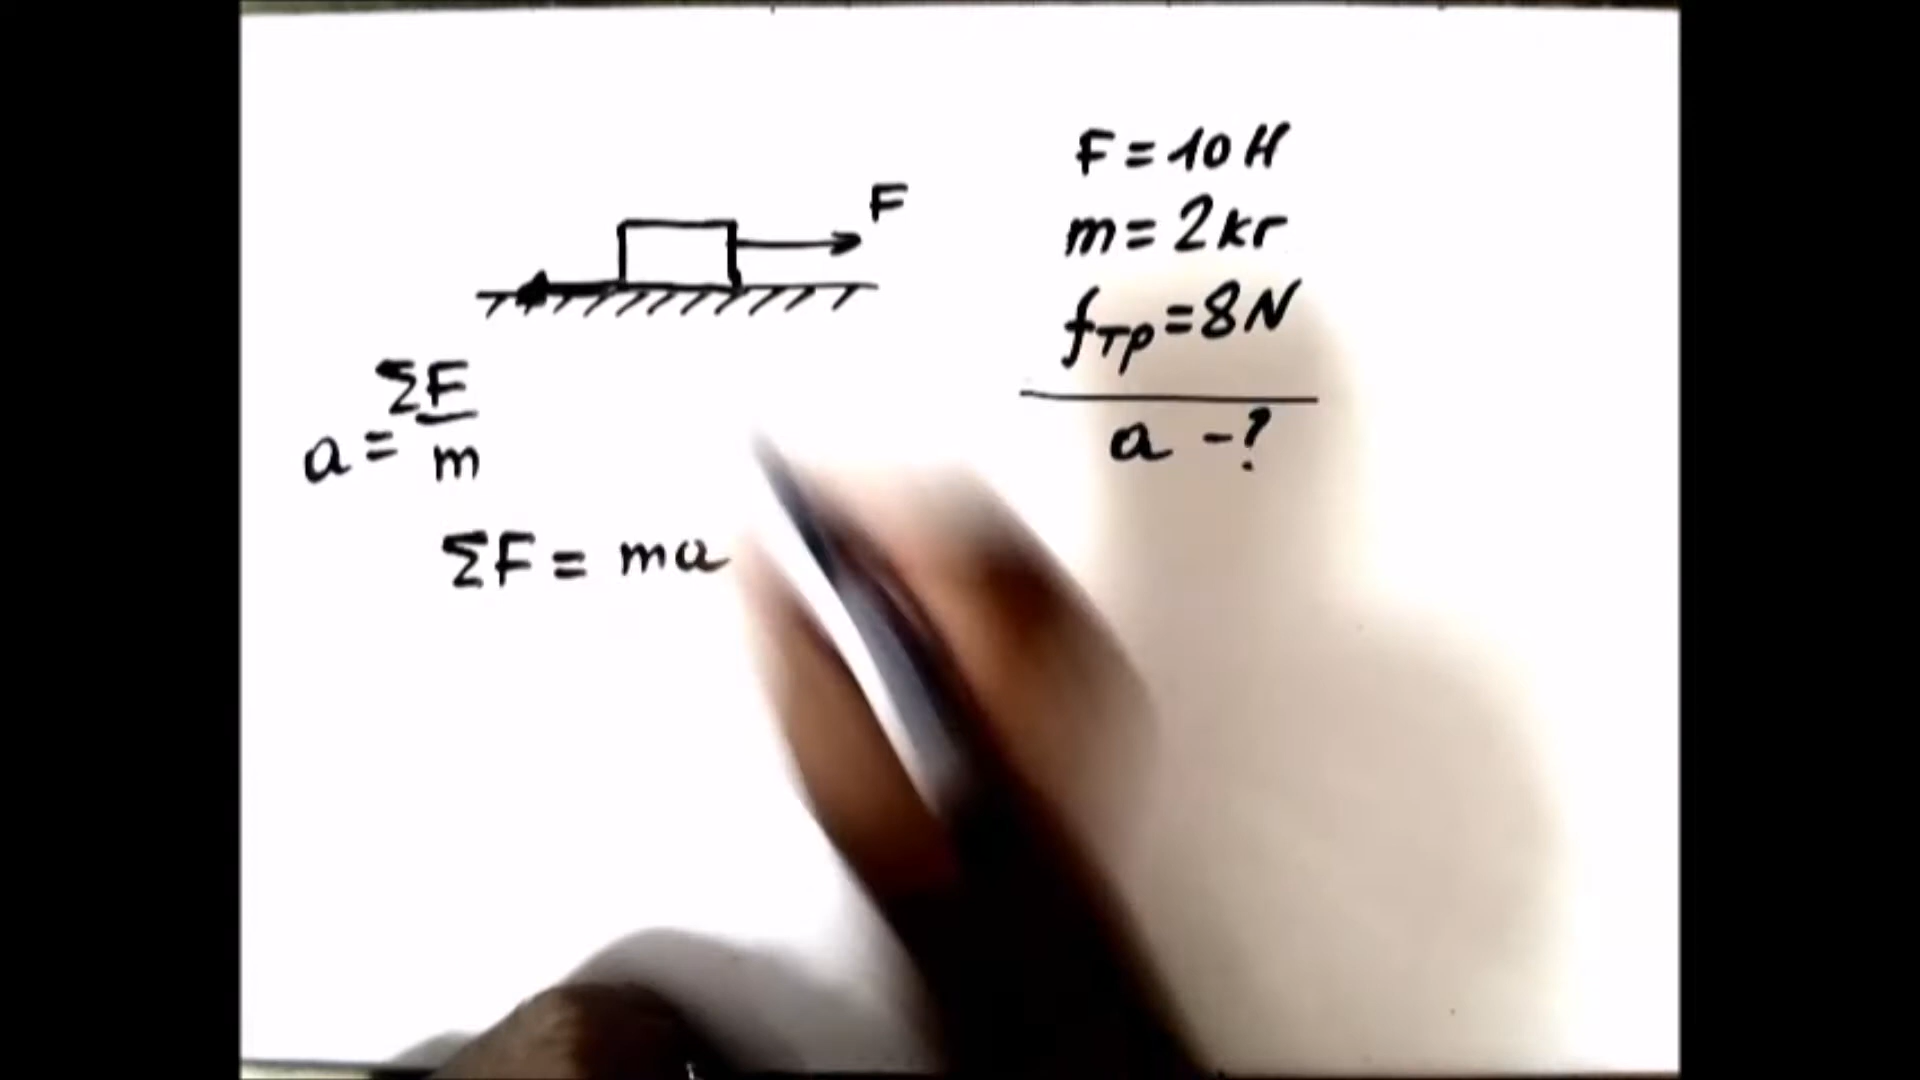 F
F = 10 H
m = 2 кг
fтр = 8 N
a - ?
a = ΣF/m
ΣF = ma